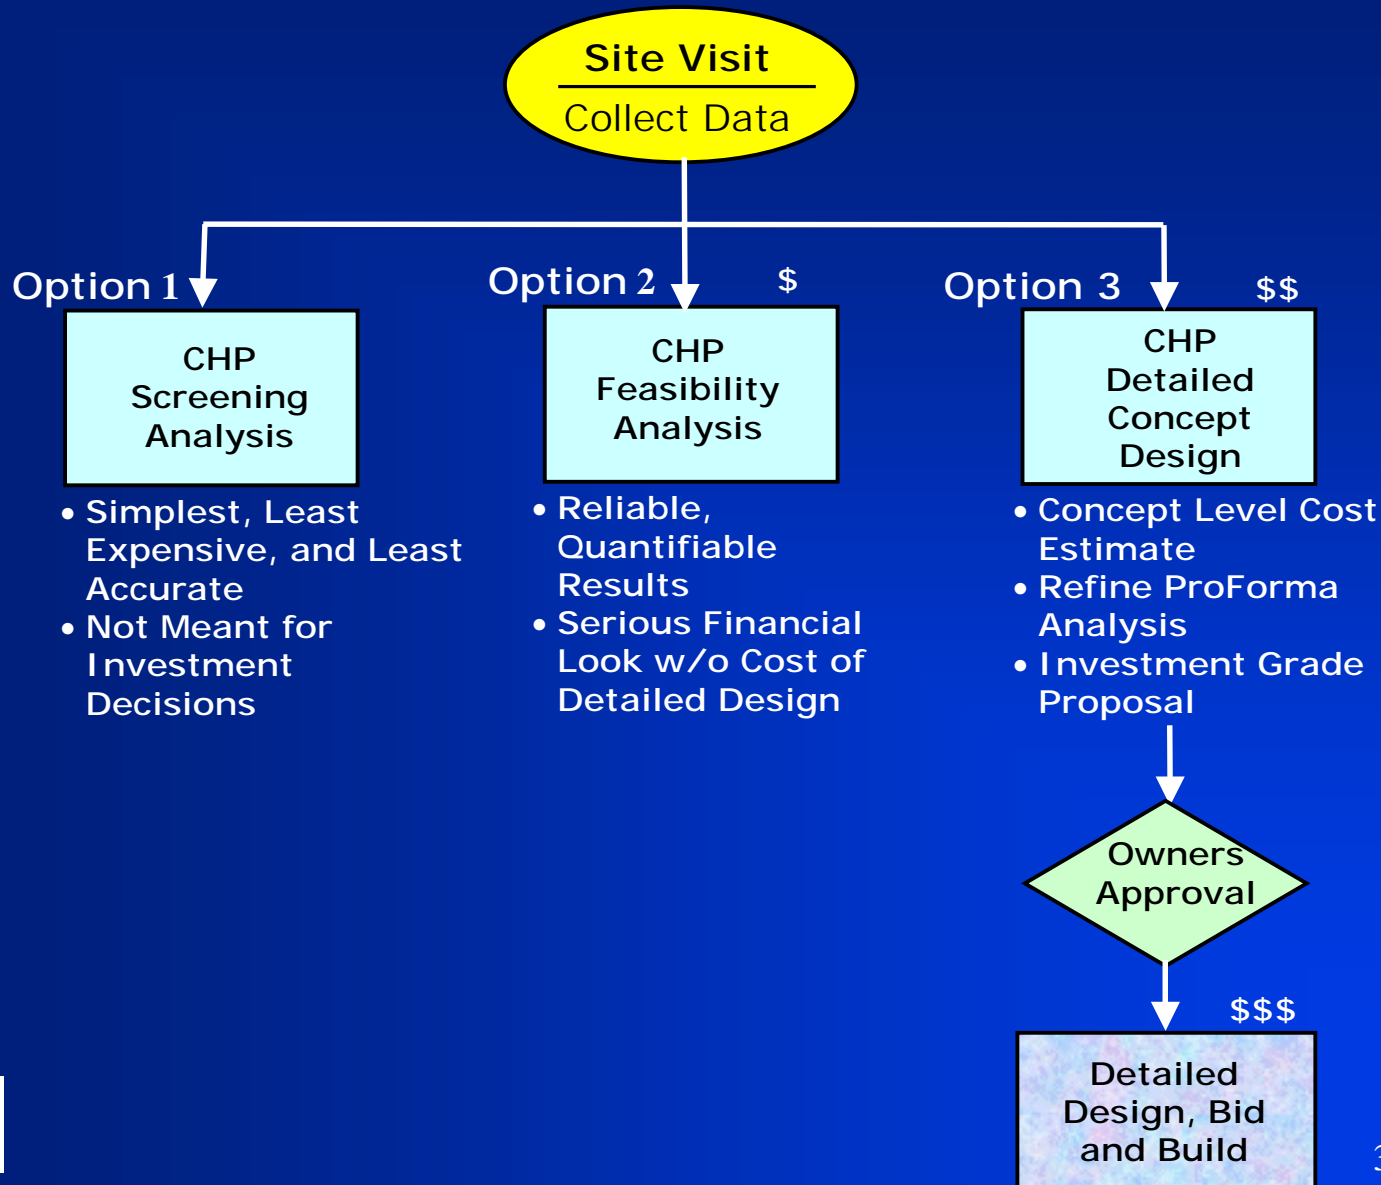 Site Visit
Collect Data
Option 1
CHP
Screening
Analysis
• Simplest, Least
Expensive, and Least
Accurate
• Not Meant for
Investment
Decisions
Option 2 $
CHP
Feasibility
Analysis
• Reliable,
Quantifiable
Results
• Serious Financial
Look w/o Cost of
Detailed Design
Option 3 $$
CHP
Detailed
Concept
Design
• Concept Level Cost
Estimate
• Refine ProForma
Analysis
• Investment Grade
Proposal
Owners
Approval
$$$
Detailed
Design, Bid
and Build